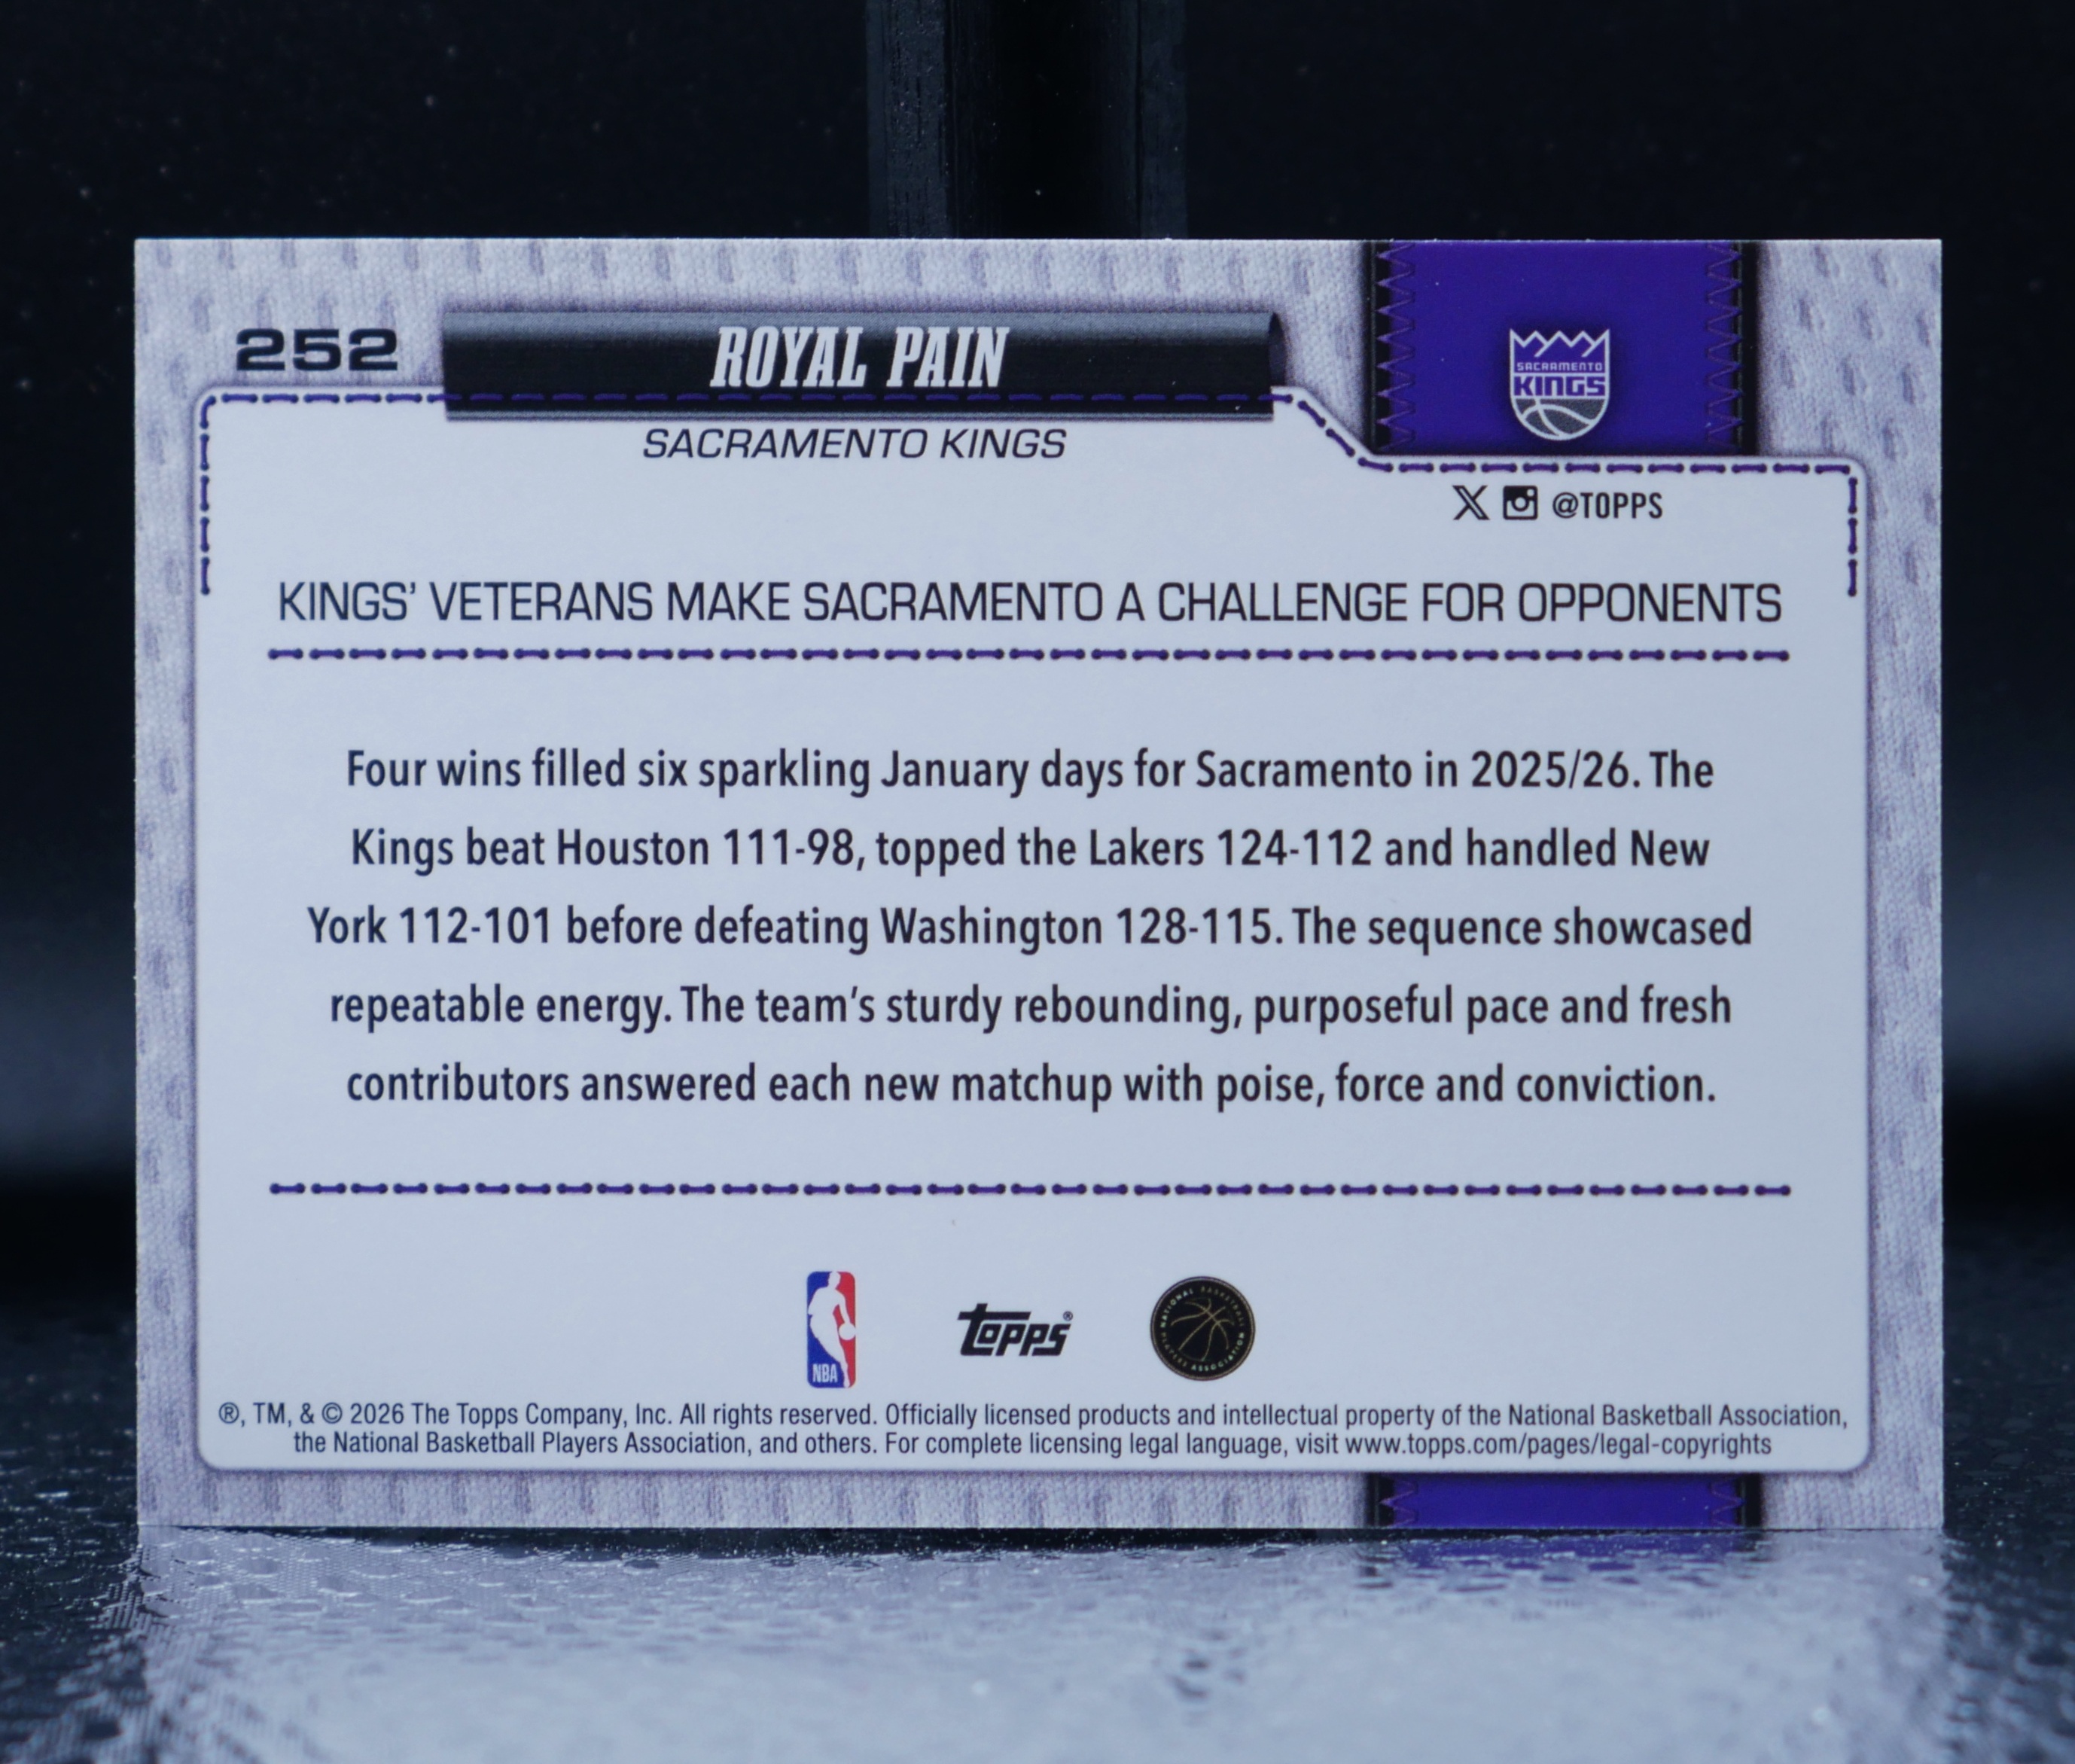 252
ROYAL PAIN
SACRAMENTO KINGS
SACRAMENTO
KINGS
X @TOPPS
KINGS’ VETERANS MAKE SACRAMENTO A CHALLENGE FOR OPPONENTS
Four wins filled six sparkling January days for Sacramento in 2025/26. The
Kings beat Houston 111-98, topped the Lakers 124-112 and handled New
York 112-101 before defeating Washington 128-115. The sequence showcased
repeatable energy. The team’s sturdy rebounding, purposeful pace and fresh
contributors answered each new matchup with poise, force and conviction.
NBA
Topps®
NATIONAL BASKETBALL PLAYERS ASSOCIATION
®, TM, & © 2026 The Topps Company, Inc. All rights reserved. Officially licensed products and intellectual property of the National Basketball Association,
the National Basketball Players Association, and others. For complete licensing legal language, visit www.topps.com/pages/legal-copyrights